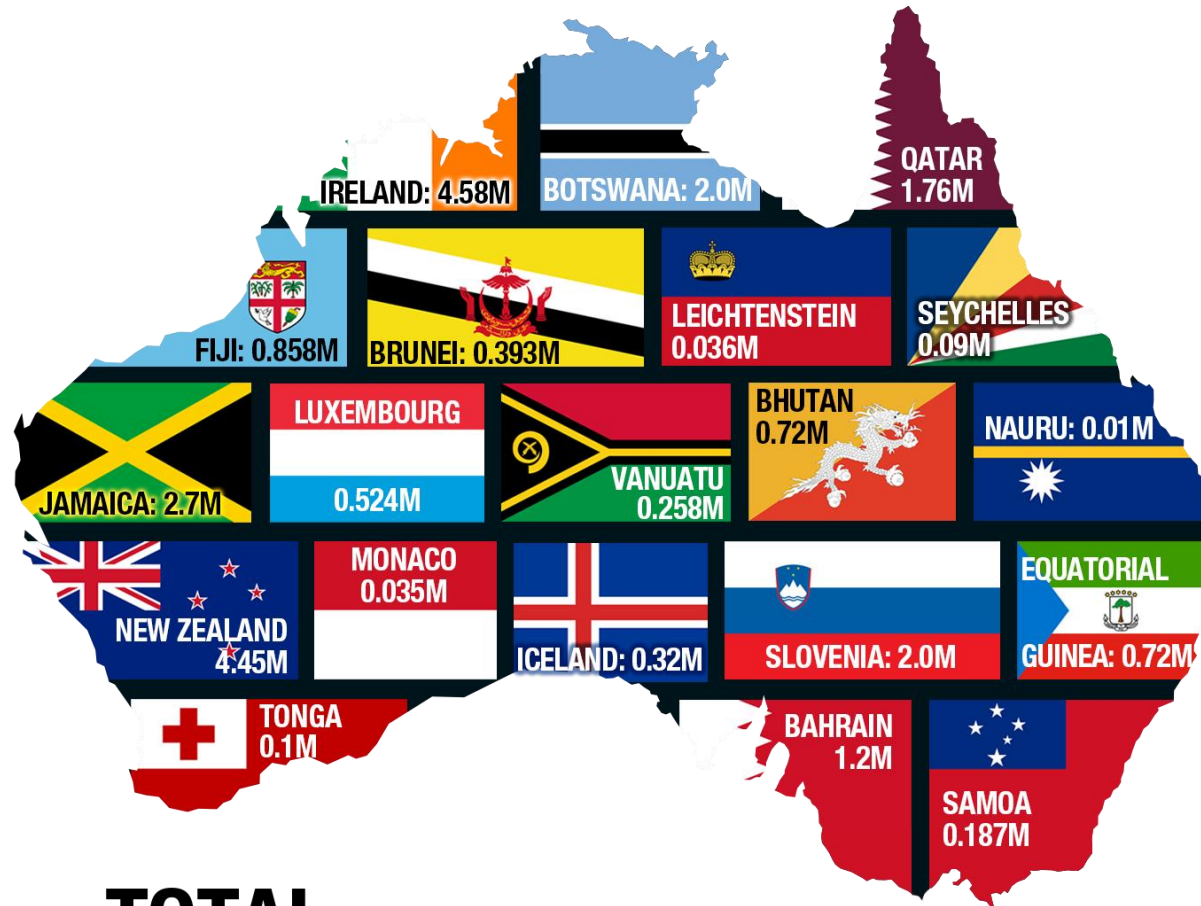 IRELAND: 4.58M
BOTSWANA: 2.0M
QATAR
1.76M
FIJI: 0.858M
BRUNEI: 0.393M
LEICHTENSTEIN
0.036M
SEYCHELLES
0.09M
JAMAICA: 2.7M
LUXEMBOURG
0.524M
VANUATU
0.258M
BHUTAN
0.72M
NAURU: 0.01M
NEW ZEALAND
4.45M
MONACO
0.035M
ICELAND: 0.32M
SLOVENIA: 2.0M
EQUATORIAL
GUINEA: 0.72M
TONGA
0.1M
BAHRAIN
1.2M
SAMOA
0.187M
TOTAL